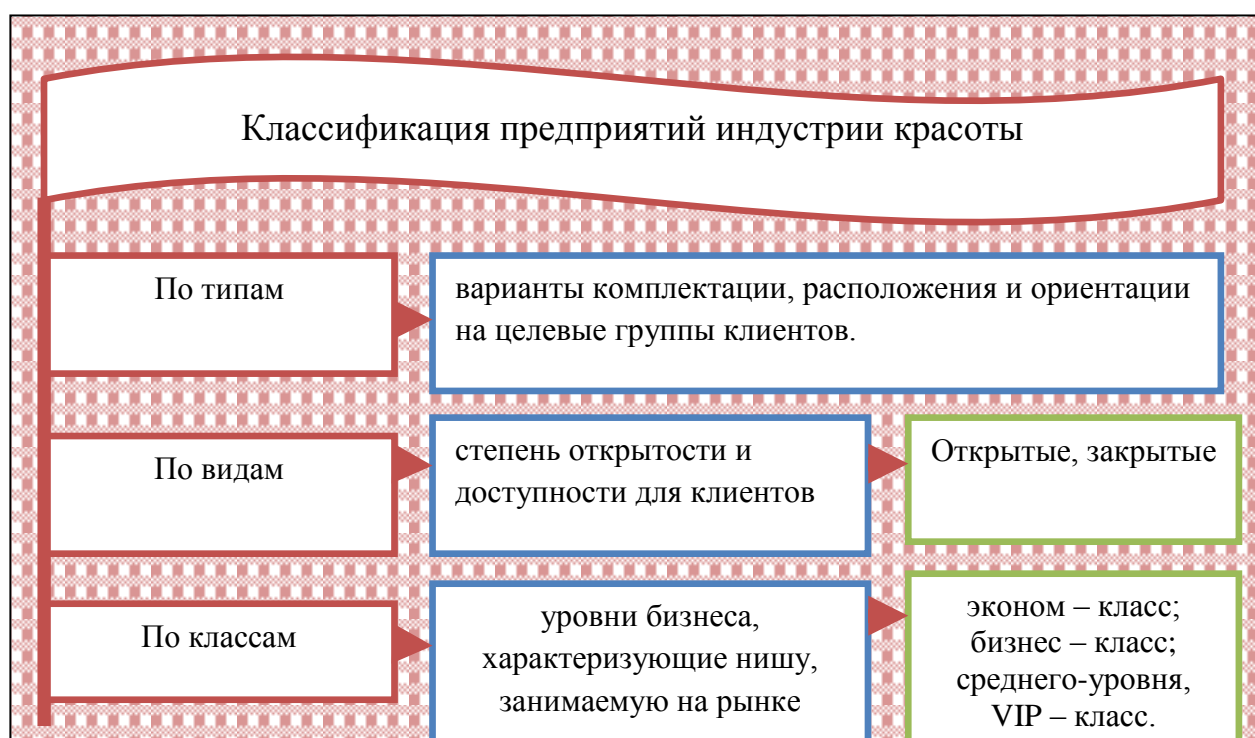 Классификация предприятий индустрии красоты
По типам
варианты комплектации, расположения и ориентации
на целевые группы клиентов.
По видам
степень открытости и
доступности для клиентов
Открытые, закрытые
По классам
уровни бизнеса,
характеризующие нишу,
занимаемую на рынке
эконом – класс;
бизнес – класс;
среднего-уровня,
VIP – класс.